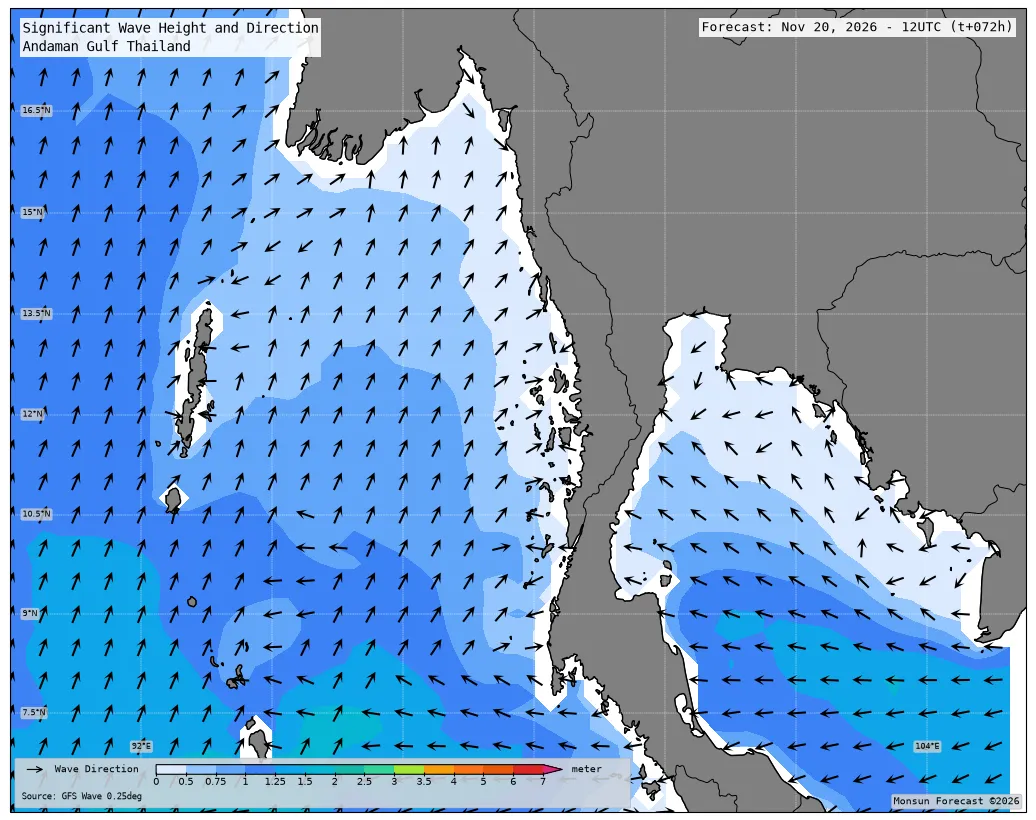 Significant Wave Height and Direction
Andaman Gulf Thailand
Forecast: Nov 20, 2026 - 12UTC (t+072h)
16.5°N
15°N
13.5°N
12°N
10.5°N
9°N
7.5°N
92°E
104°E
Wave Direction
meter
0 0.5 0.75 1 1.25 1.5 2 2.5 3 3.5 4 5 6 7
Source: GFS Wave 0.25deg
Monsun Forecast ©2026